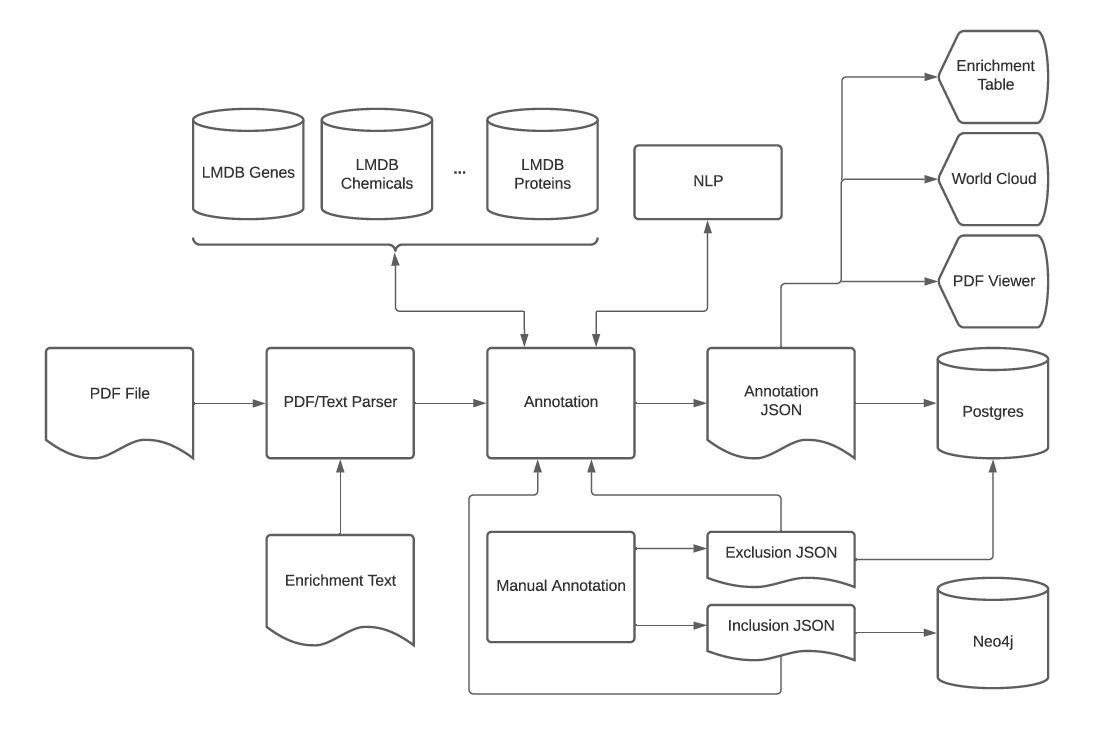 Enrichment
Table
LMDB Genes
LMDB
Chemicals
...
LMDB
Proteins
NLP
World Cloud
PDF Viewer
PDF File
PDF/Text Parser
Annotation
Annotation
JSON
Postgres
Enrichment Text
Manual Annotation
Exclusion JSON
Inclusion JSON
Neo4j